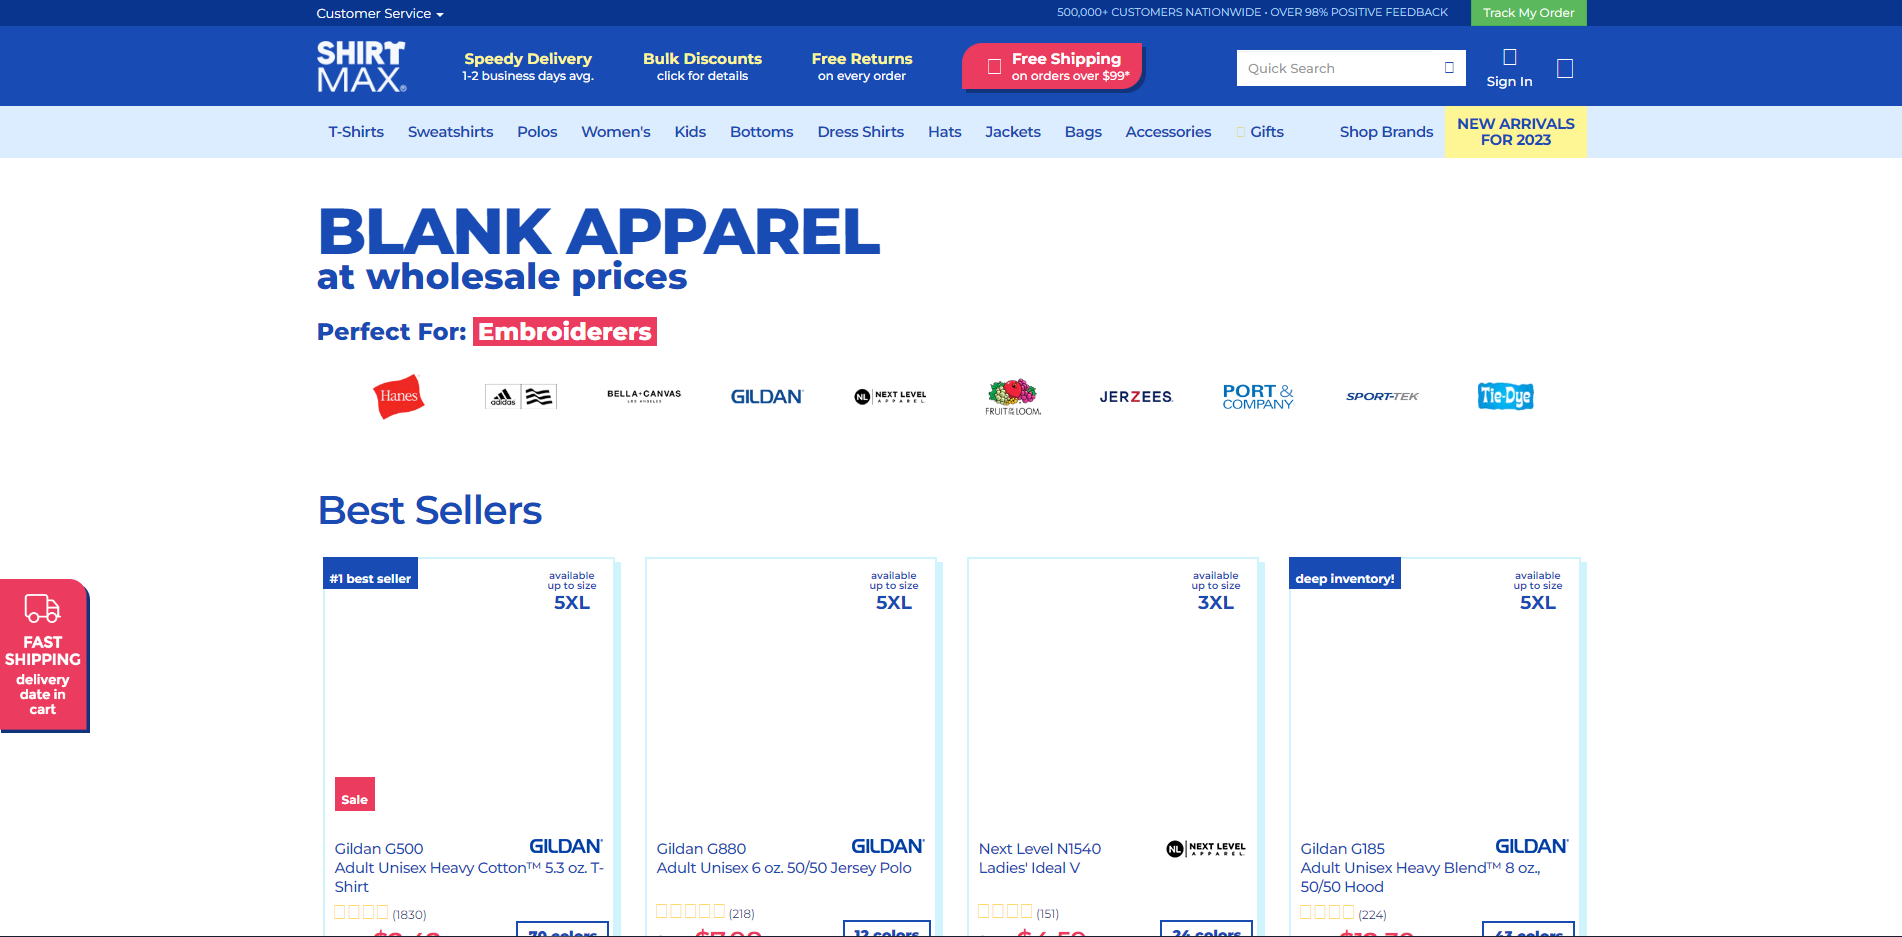 Customer Service
500,000+ CUSTOMERS NATIONWIDE • OVER 98% POSITIVE FEEDBACK
Track My Order
SHIRT
MAX®
Speedy Delivery
1-2 business days avg.
Bulk Discounts
click for details
Free Returns
on every order
Free Shipping
on orders over $99*
Quick Search
Sign In
T-Shirts Sweatshirts Polos Women's Kids Bottoms Dress Shirts Hats Jackets Bags Accessories Gifts Shop Brands
NEW ARRIVALS
FOR 2023
BLANK APPAREL
at wholesale prices
Perfect For: Embroiderers
Hanes
adidas
BELLA+CANVAS
LOS ANGELES
GILDAN
NL NEXT LEVEL
APPAREL
FRUIT OF THE LOOM
JERZEES
PORT &
COMPANY
SPORT-TEK
Tie-Dye
Best Sellers
#1 best seller
available
up to size
5XL
Sale
Gildan G500
GILDAN
Adult Unisex Heavy Cotton™ 5.3 oz. T-
Shirt
(1830)
70 colors
available
up to size
5XL
Gildan G880
GILDAN
Adult Unisex 6 oz. 50/50 Jersey Polo
(218)
12 colors
available
up to size
3XL
Next Level N1540
NL NEXT LEVEL
APPAREL
Ladies' Ideal V
(151)
24 colors
deep inventory!
available
up to size
5XL
Gildan G185
GILDAN
Adult Unisex Heavy Blend™ 8 oz.,
50/50 Hood
(224)
43 colors
FAST
SHIPPING
delivery
date in
cart